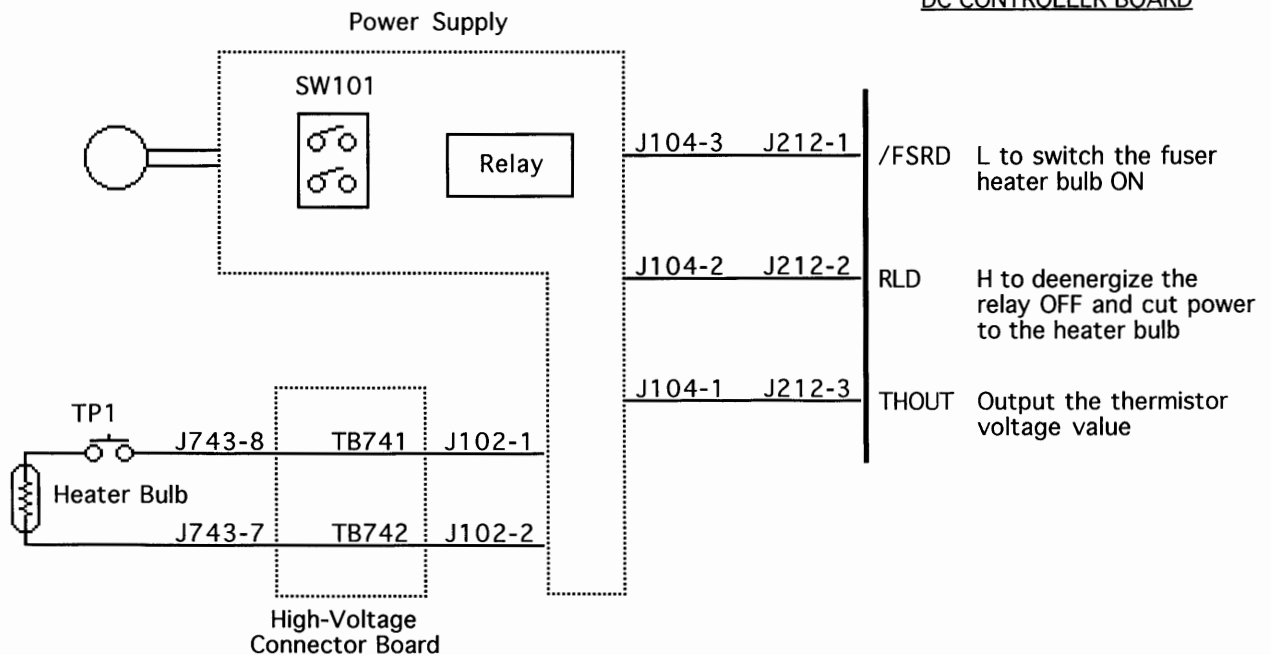 DC CONTROLLER BOARD
Power Supply
SW101
Relay
J104-3 J212-1
/FSRD L to switch the fuser
heater bulb ON
J104-2 J212-2
RLD H to deenergize the
relay OFF and cut power
to the heater bulb
J104-1 J212-3
THOUT Output the thermistor
voltage value
TP1
J743-8 TB741 J102-1
Heater Bulb
J743-7 TB742 J102-2
High-Voltage
Connector Board